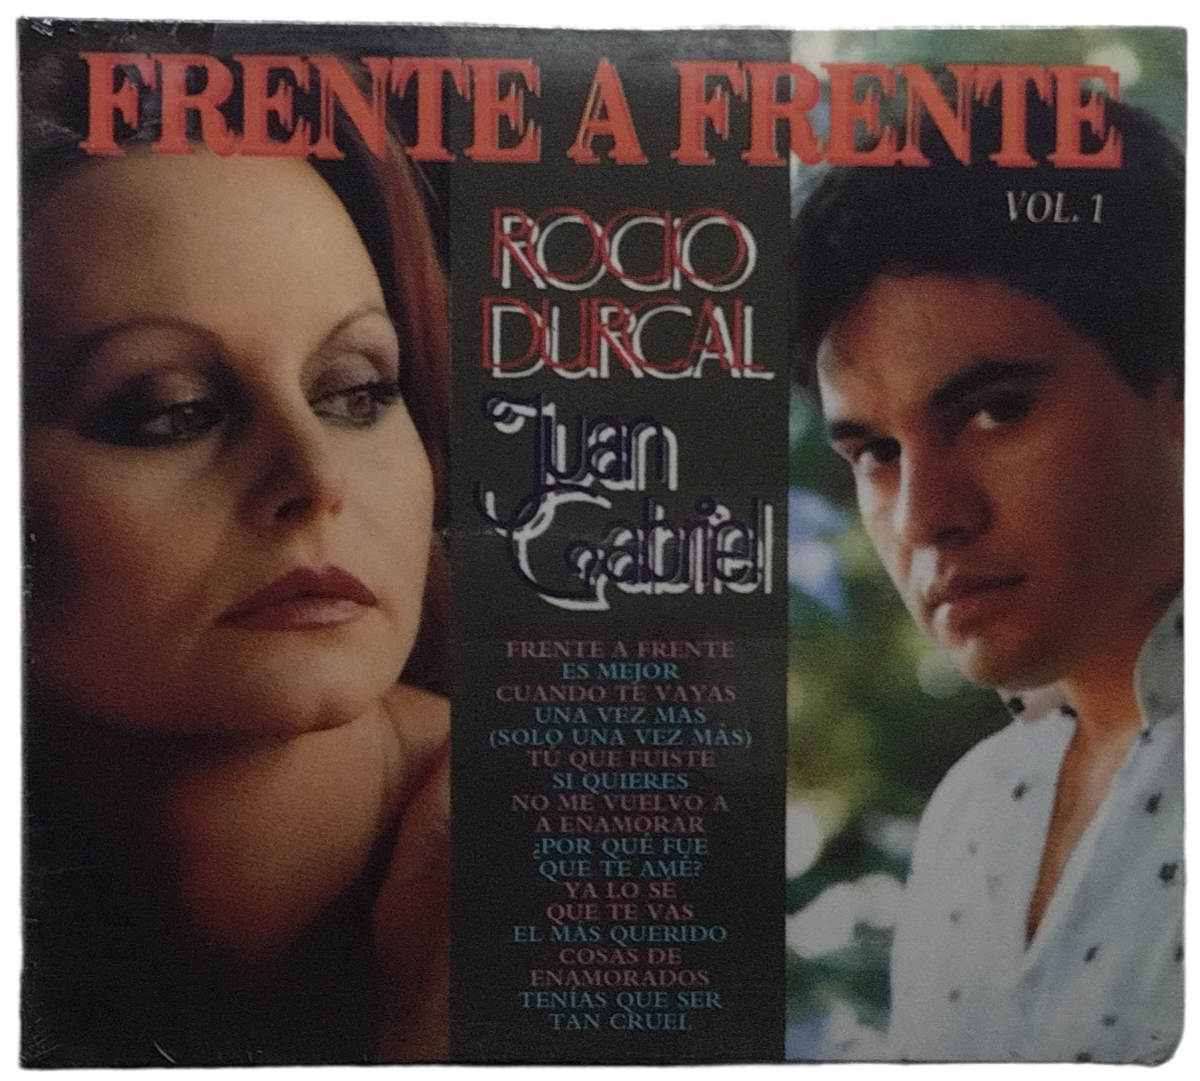 FRENTE A FRENTE
VOL. 1
ROCIO
DURCAL
Juan
Gabriel
FRENTE A FRENTE
ES MEJOR
CUANDO TE VAYAS
UNA VEZ MAS
(SOLO UNA VEZ MÁS)
TÚ QUE FUISTE
SI QUIERES
NO ME VUELVO A
A ENAMORAR
¿POR QUÉ FUE
QUE TE AMÉ?
YA LO SÉ
QUE TE VAS
EL MÁS QUERIDO
COSAS DE
ENAMORADOS
TENÍAS QUE SER
TAN CRUEL